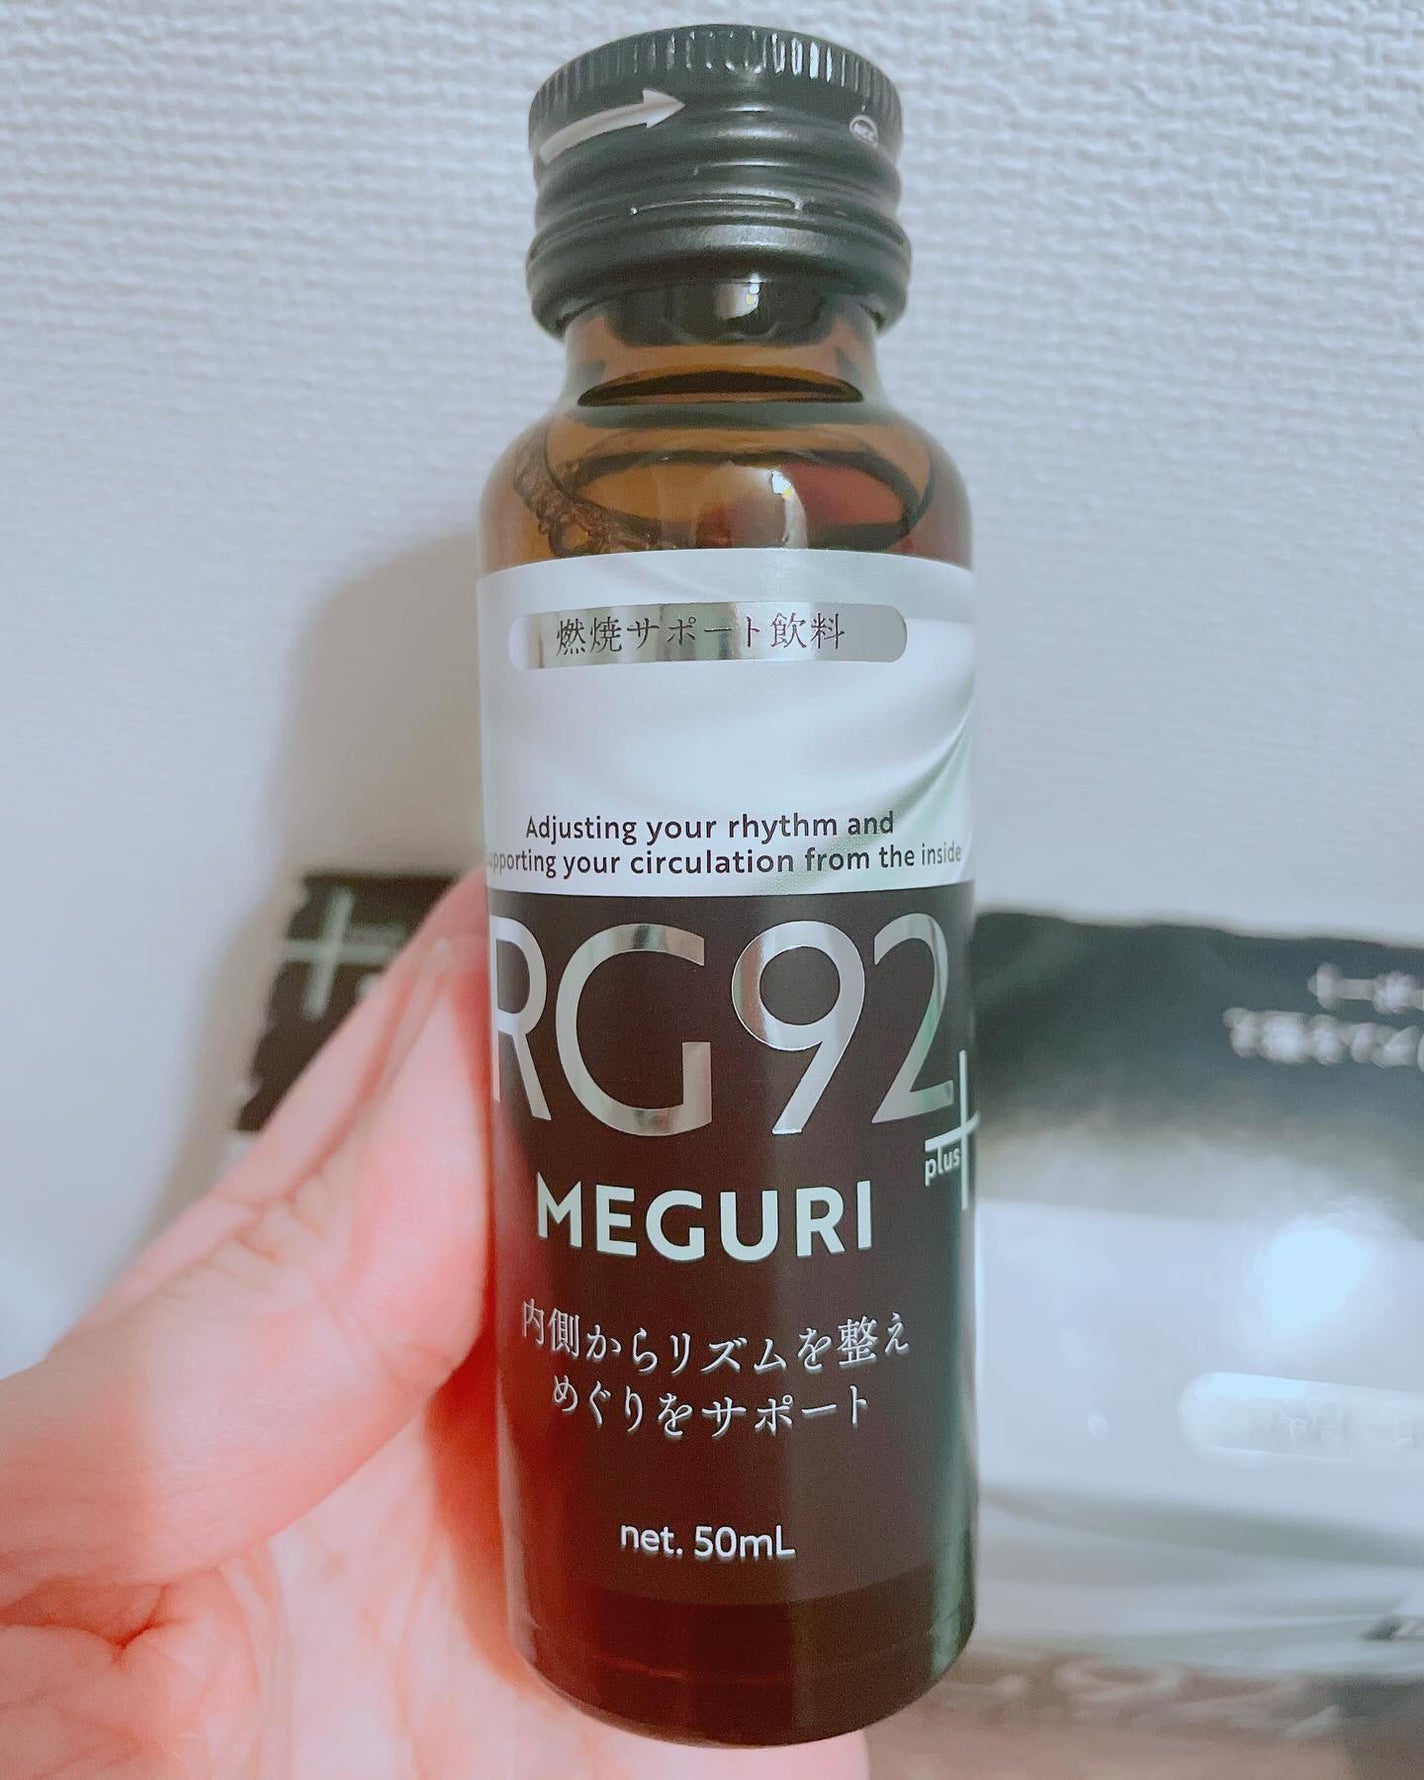 燃焼サポート飲料
Adjusting your rhythm and
supporting your circulation from the inside
RG92
plus
MEGURI
内側からリズムを整え
めぐりをサポート
net. 50mL